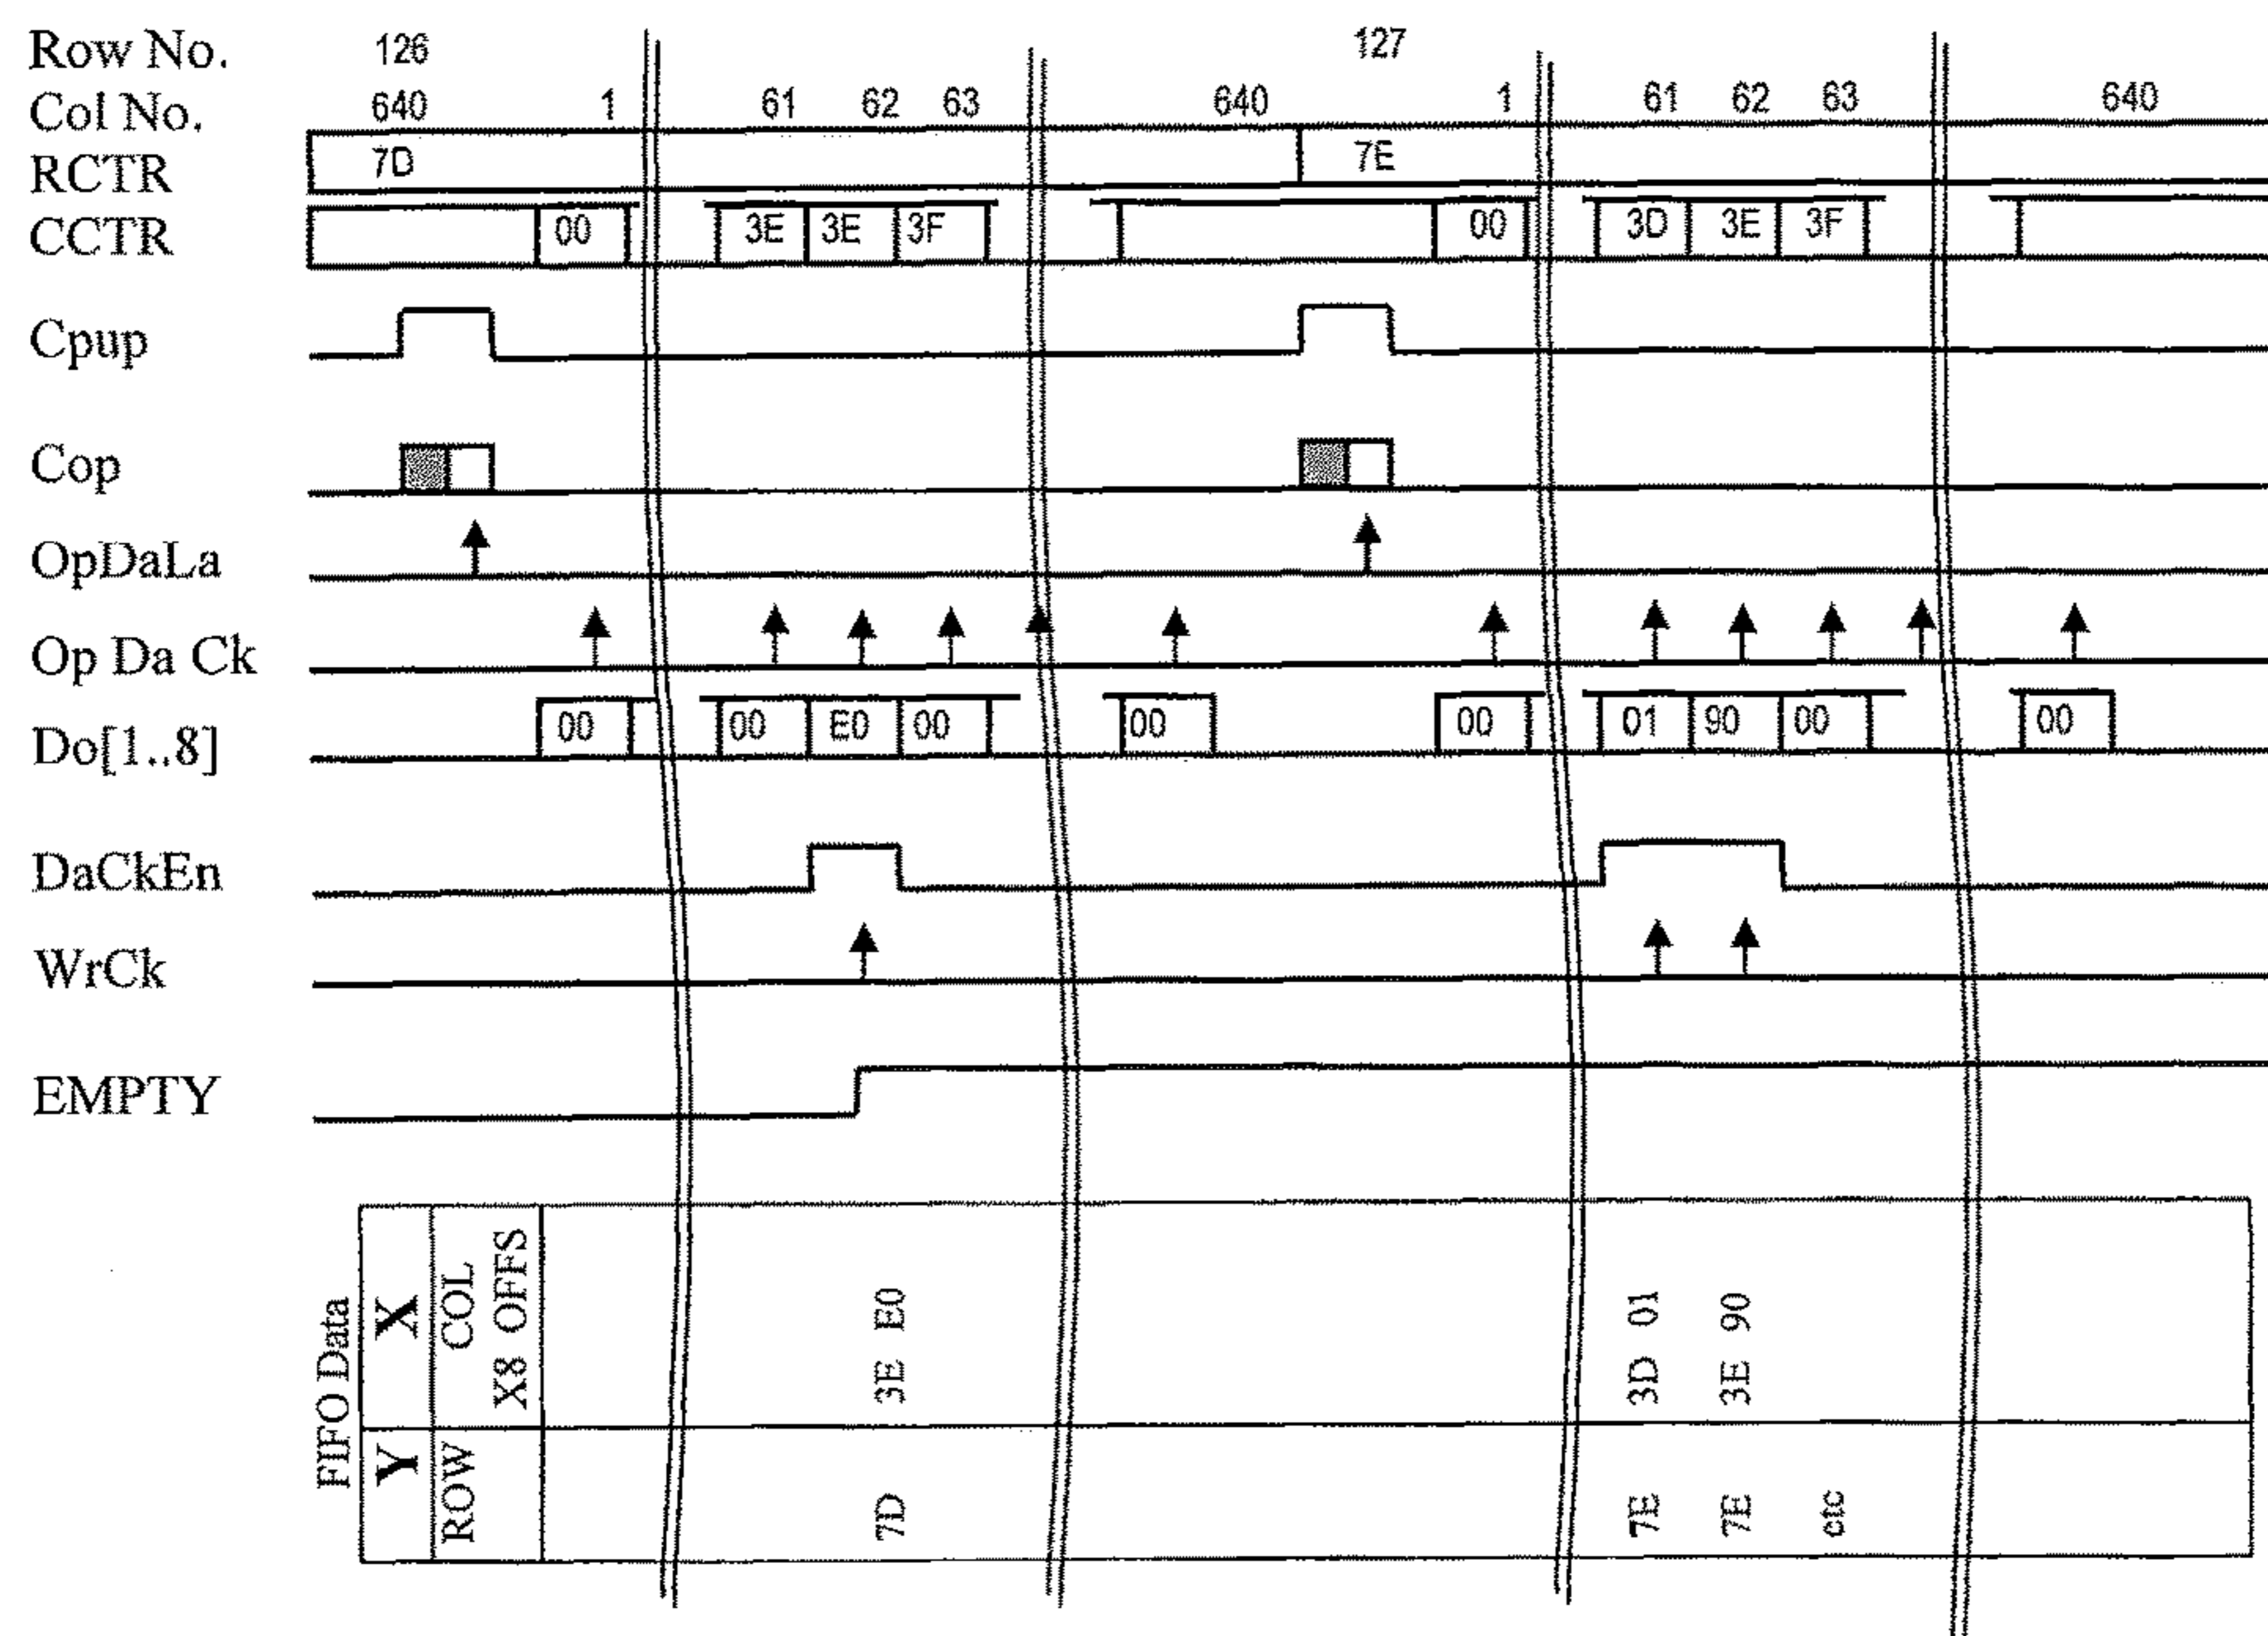 Row No. 126 127
Col No. 640 1 61 62 63 640 1 61 62 63 640
RCTR 7D 7E
CCTR 00 3E 3E 3F 00 3D 3E 3F
Cpup
Cop
OpDaLa
Op Da Ck
Do[1..8] 00 00 E0 00 00 00 01 90 00 00
DaCkEn
WrCk
EMPTY
FIFO Data
Y X
ROW COL
X8 OFFS
7D 3E E0
7E 3D 01
7E 3E 90
etc